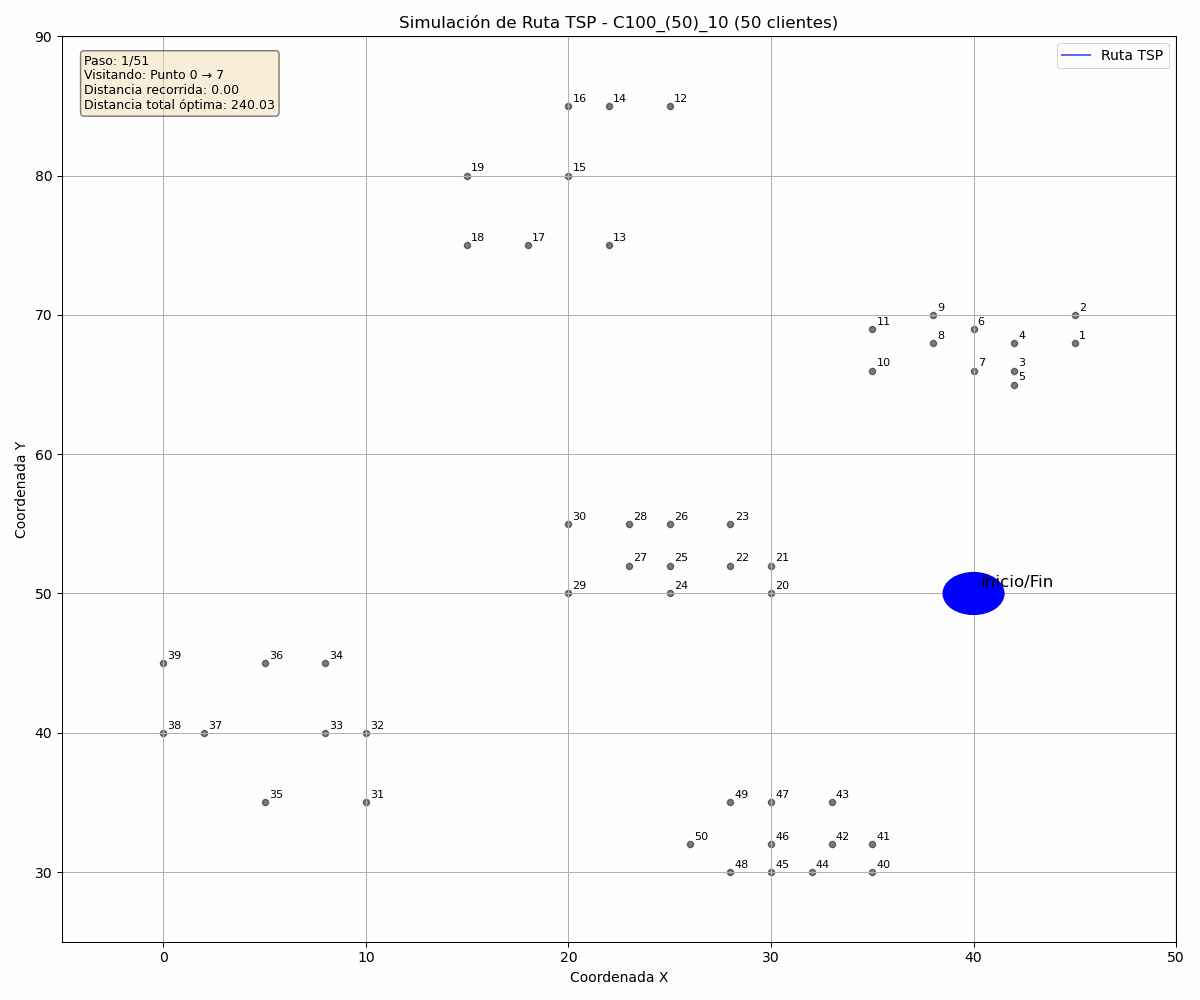 Simulación de Ruta TSP - C100_(50)_10 (50 clientes)
90
Paso: 1/51
Visitando: Punto 0 → 7
Distancia recorrida: 0.00
Distancia total óptima: 240.03
Ruta TSP
16 14 12
80
19 15
18 17 13
70
9 2
11 6
8 4 1
10 7 3
5
60
30 28 26 23
27 25 22 21
50
29 24 20
Inicio/Fin
39 36 34
40
38 37 33 32
35 31
49 47 43
50 46 42 41
30
48 45 44 40
0 10 20 30 40 50
Coordenada X
Coordenada Y